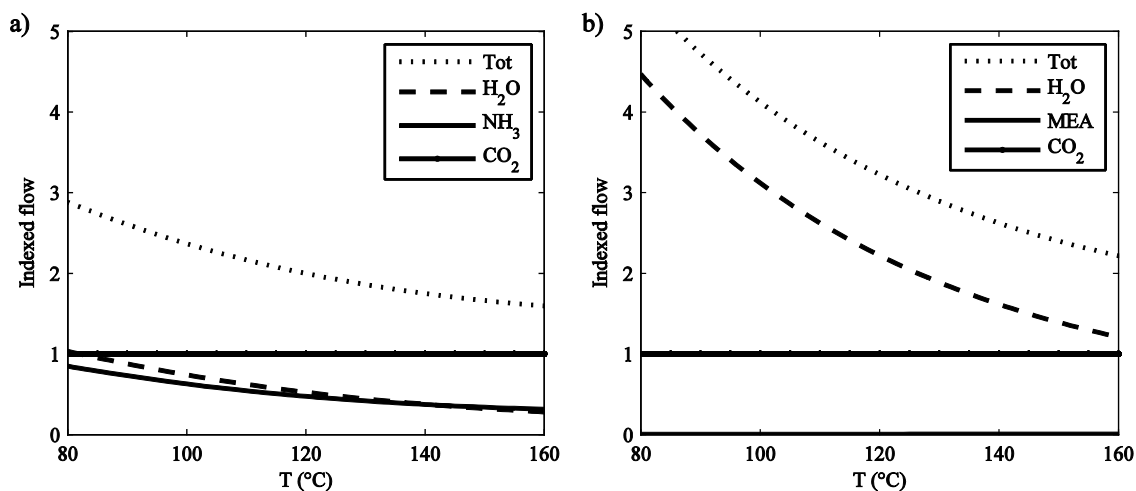 a)
5
4
3
2
1
0
Indexed flow
Tot
H₂O
NH₃
CO₂
80 100 120 140 160
T (°C)
b)
5
4
3
2
1
0
Indexed flow
Tot
H₂O
MEA
CO₂
80 100 120 140 160
T (°C)